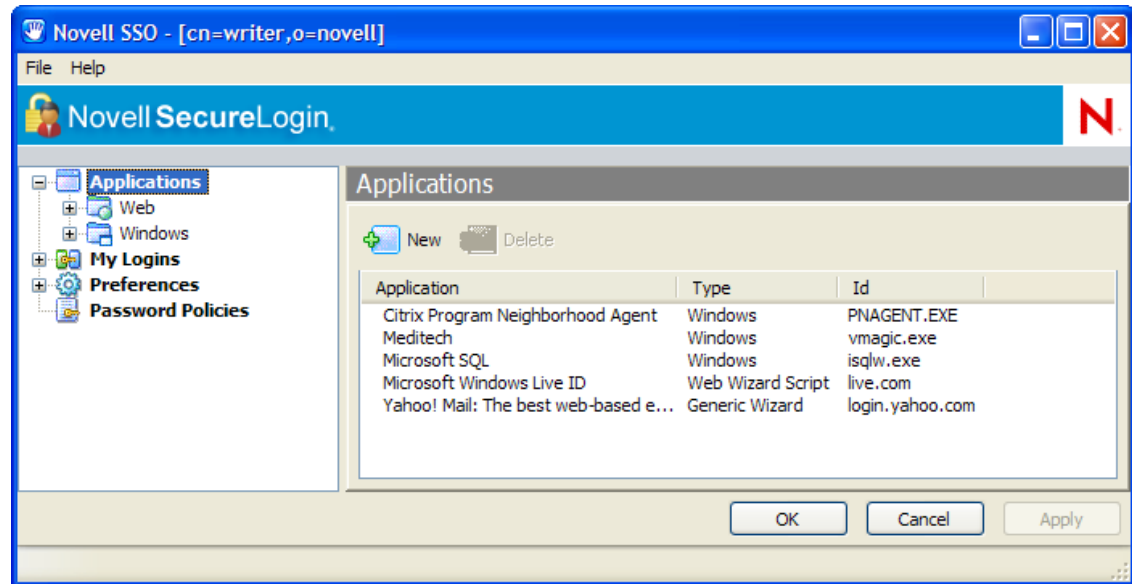 Novell SSO - [cn=writer,o=novell]
File Help
Novell SecureLogin
N
Applications
Web
Windows
My Logins
Preferences
Password Policies
Applications
New Delete
Application Type Id
Citrix Program Neighborhood Agent Windows PNAGENT.EXE
Meditech Windows vmagic.exe
Microsoft SQL Windows isqlw.exe
Microsoft Windows Live ID Web Wizard Script live.com
Yahoo! Mail: The best web-based e... Generic Wizard login.yahoo.com
OK Cancel Apply